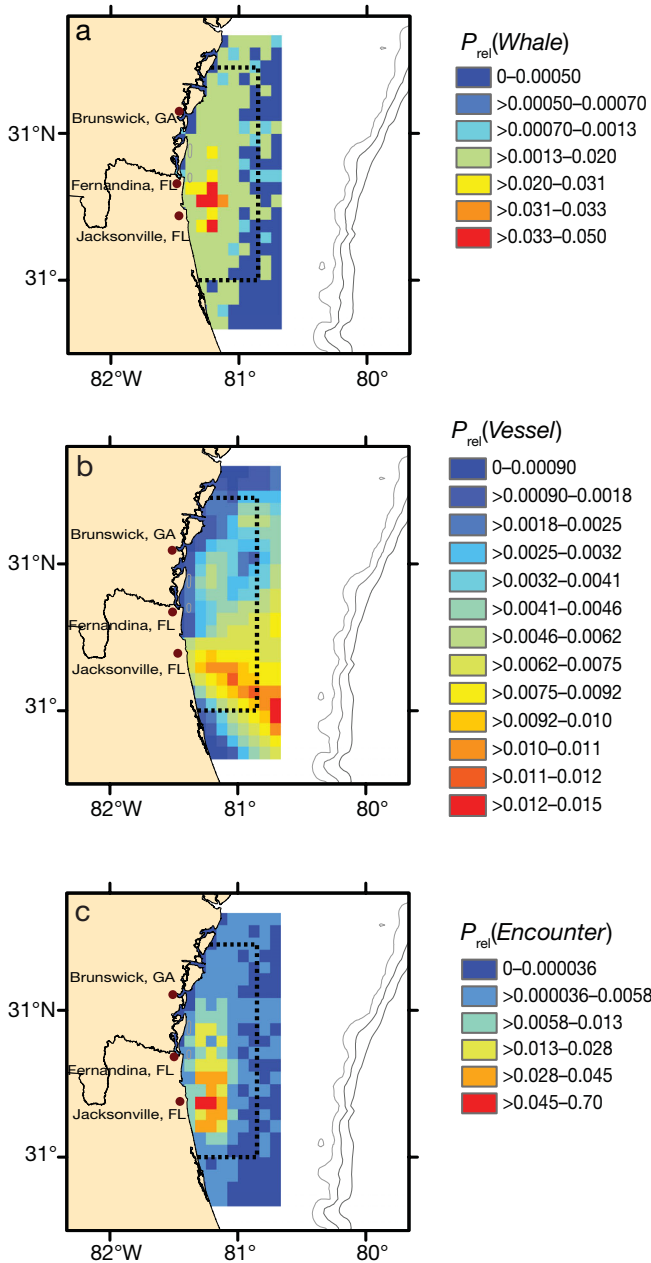 a
Brunswick, GA
31°N
Fernandina, FL
Jacksonville, FL
31°
82°W
81°
80°
P_rel(Whale)
0–0.00050
>0.00050–0.00070
>0.00070–0.0013
>0.0013–0.020
>0.020–0.031
>0.031–0.033
>0.033–0.050
b
Brunswick, GA
31°N
Fernandina, FL
Jacksonville, FL
31°
82°W
81°
80°
P_rel(Vessel)
0–0.00090
>0.00090–0.0018
>0.0018–0.0025
>0.0025–0.0032
>0.0032–0.0041
>0.0041–0.0046
>0.0046–0.0062
>0.0062–0.0075
>0.0075–0.0092
>0.0092–0.010
>0.010–0.011
>0.011–0.012
>0.012–0.015
c
Brunswick, GA
31°N
Fernandina, FL
Jacksonville, FL
31°
82°W
81°
80°
P_rel(Encounter)
0–0.000036
>0.000036–0.0058
>0.0058–0.013
>0.013–0.028
>0.028–0.045
>0.045–0.70